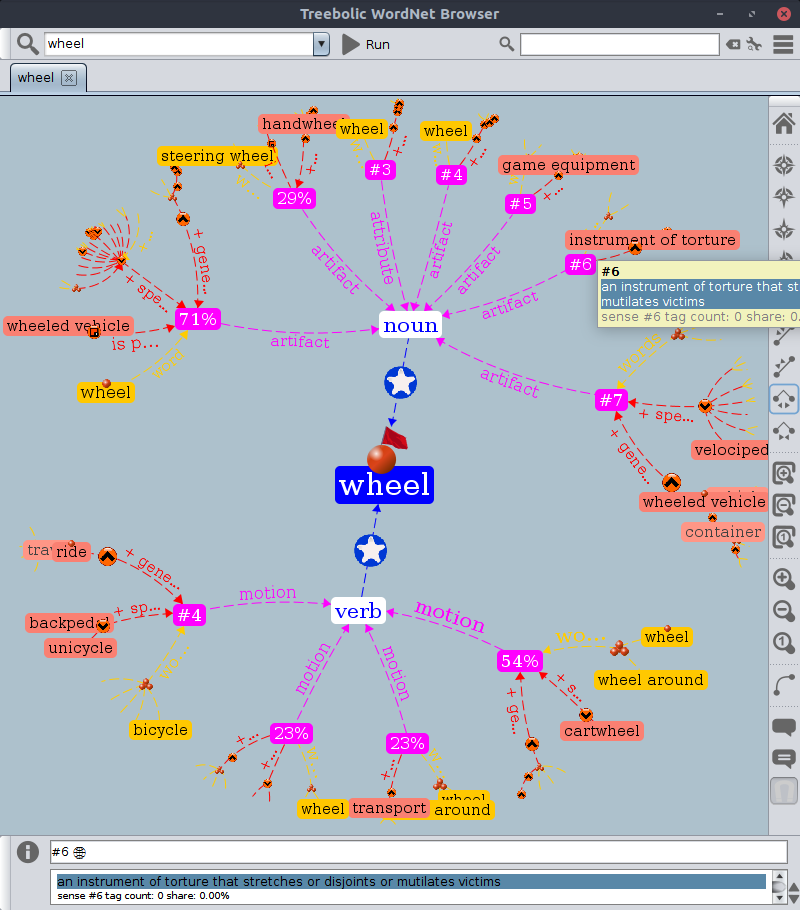 Treebolic WordNet Browser
wheel
Run
wheel
handwheel
wheel
wheel
steering wheel
game equipment
#3
#4
29%
#5
+ ...
+ ...
+ ...
+ ...
instrument of torture
+ gene...
artifact
attribute
artifact
artifact
#6
#6
an instrument of torture that st
mutilates victims
sense #6 tag count: 0 share: 0.
+ spe...
artifact
wheeled vehicle
71%
noun
is p...
artifact
words
words
artifact
wheel
#7
+ spe...
+ gene...
velociped
wheel
wheeled vehicle
container
tra
ride
+ gene...
motion
+ sp...
#4
verb
motion
backped
unicycle
wo...
wheel
motion
motion
54%
wheel around
+ s...
+ ge...
bicycle
23%
23%
cartwheel
+ ...
+ ...
+ ...
wheel
transport
wheel
around
#6
an instrument of torture that stretches or disjoints or mutilates victims
sense #6 tag count: 0 share: 0.00%